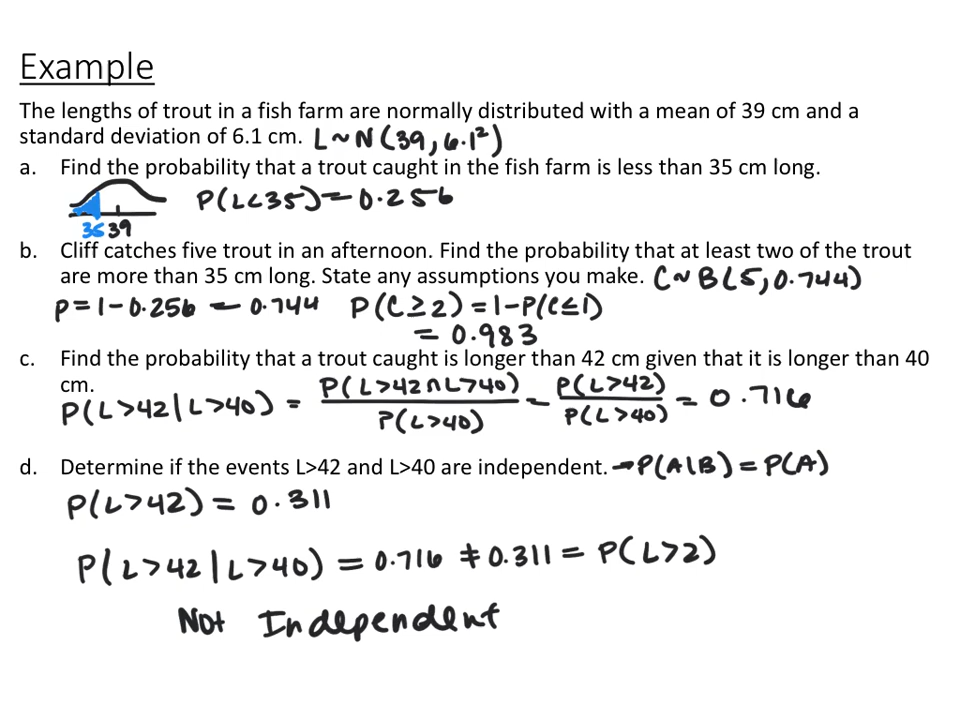 Example
The lengths of trout in a fish farm are normally distributed with a mean of 39 cm and a
standard deviation of 6.1 cm. L~N(39, 6.1²)
a. Find the probability that a trout caught in the fish farm is less than 35 cm long.
P(L<35)=0.256
35 39
b. Cliff catches five trout in an afternoon. Find the probability that at least two of the trout
are more than 35 cm long. State any assumptions you make. C~B(5, 0.744)
p=1-0.256 = 0.744 P(C≥2)=1-P(C≤1)
= 0.983
c. Find the probability that a trout caught is longer than 42 cm given that it is longer than 40
cm.
P(L>42|L>40) = P(L>42∩L>40)/P(L>40) = P(L>42)/P(L>40) = 0.716
d. Determine if the events L>42 and L>40 are independent. →P(A|B)=P(A)
P(L>42)= 0.311
P(L>42|L>40) = 0.716 ≠ 0.311 = P(L>2)
Not Independent